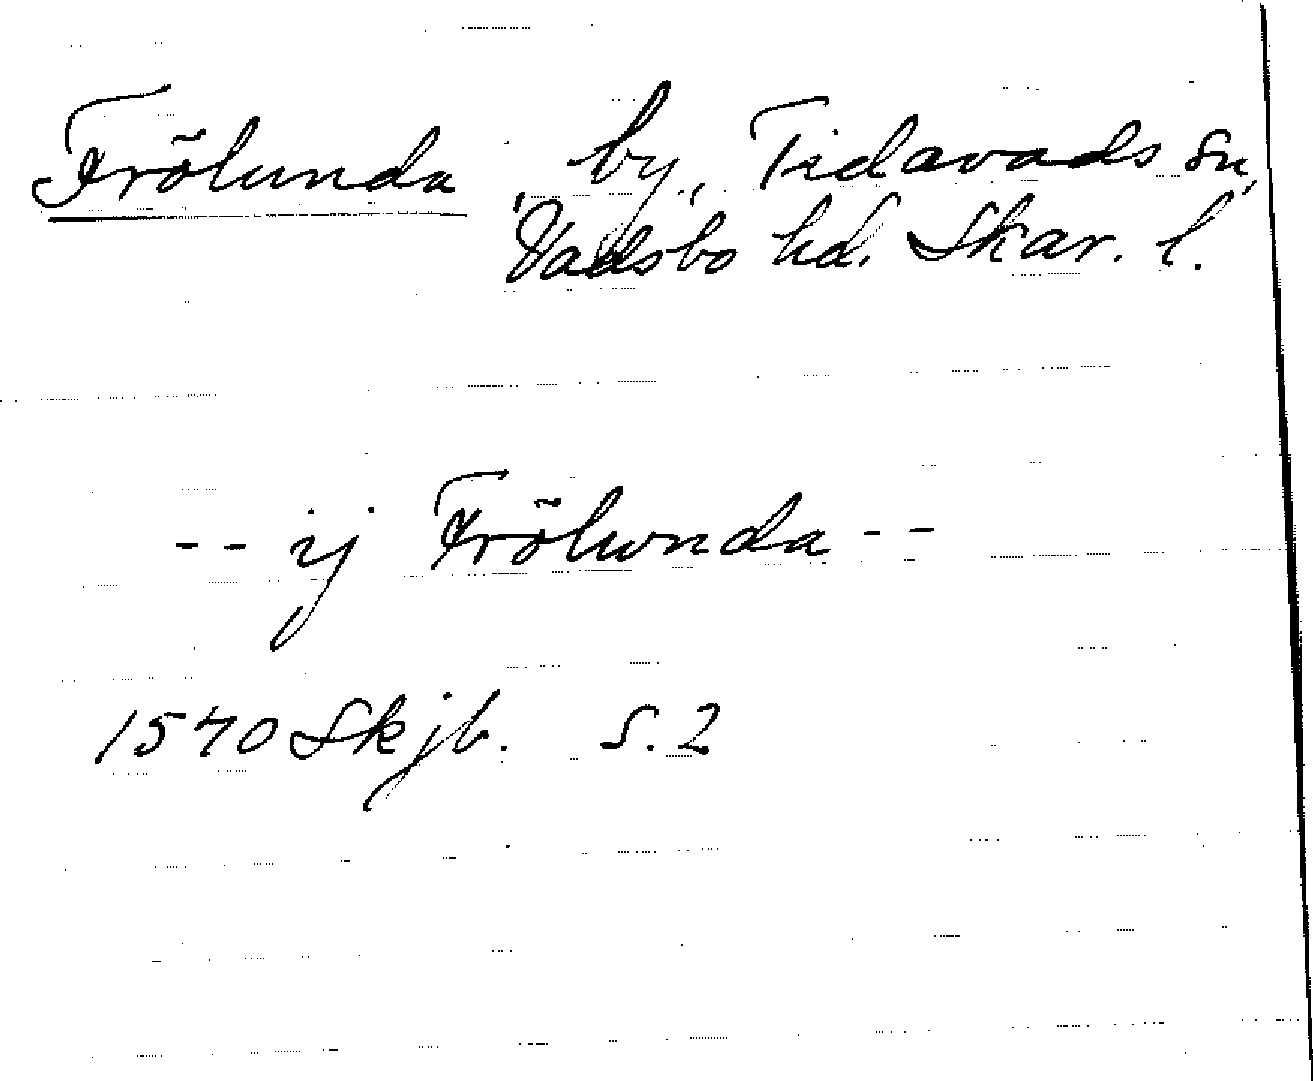 Frölunda by, Tidavads sn,
Vadsbo hd. Skar. l.
-- ij Frölunda --
1540 Skjb. S. 2